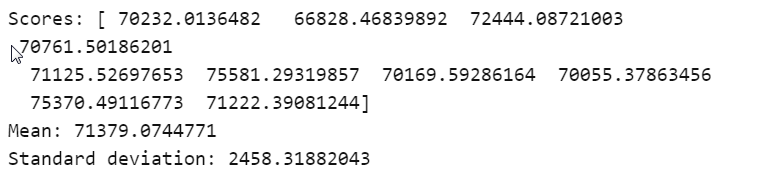 Scores: [ 70232.0136482   66828.46839892  72444.08721003
 70761.50186201
  71125.52697653  75581.29319857  70169.59286164  70055.37863456
  75370.49116773  71222.39081244]
Mean: 71379.0744771
Standard deviation: 2458.31882043